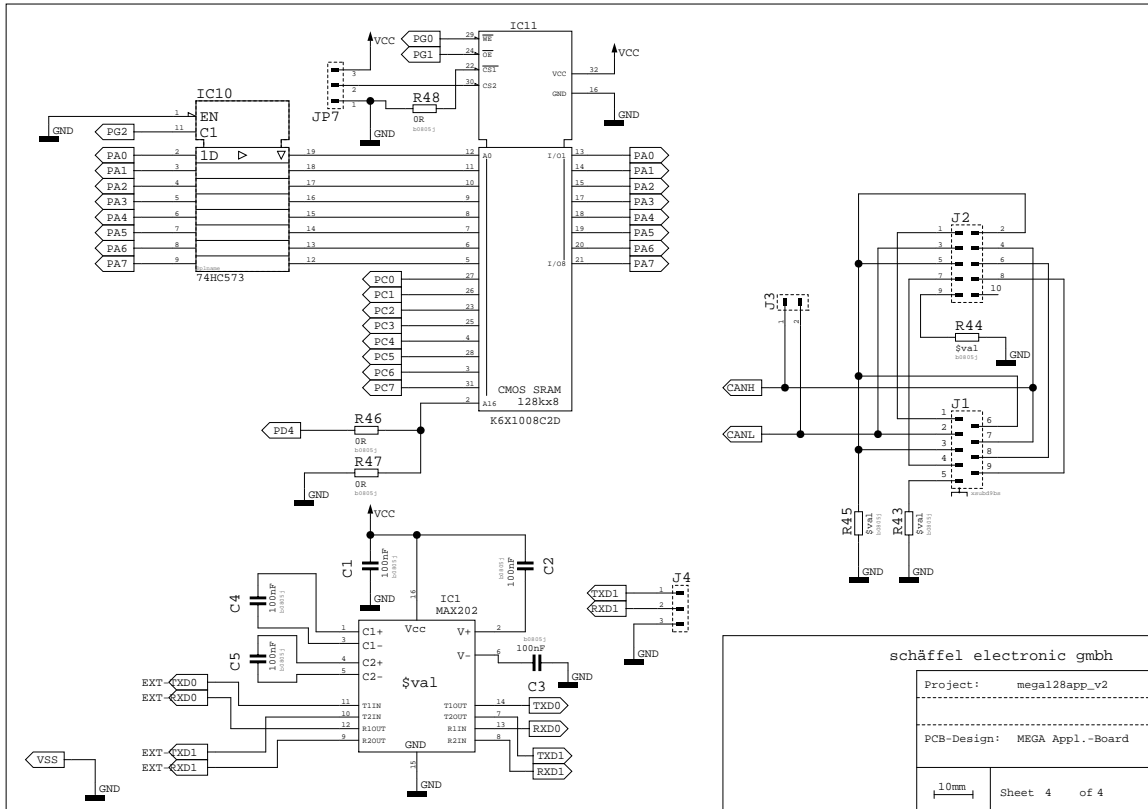 IC11
VCC
PG0
29
WE
PG1
24
OE
22
CS1
30
CS2
VCC
32
VCC
GND
16
GND
3
2
1
JP7
R48
0R
b0805j
GND
IC10
1
EN
GND
PG2
11
C1
PA0
2
1D
19
12
A0
I/O1
13
PA0
PA1
3
18
11
14
PA1
PA2
4
17
10
15
PA2
PA3
5
16
9
17
PA3
PA4
6
15
8
18
PA4
PA5
7
14
7
19
PA5
PA6
8
13
6
20
PA6
PA7
9
12
5
I/O8
21
PA7
74HC573
PC0
27
PC1
26
PC2
23
PC3
25
PC4
4
PC5
28
PC6
3
PC7
31
CMOS SRAM
128kx8
2
A16
K6X1008C2D
PD4
R46
0R
b0805j
R47
0R
b0805j
GND
J2
1
2
3
4
5
6
7
8
9
10
R44
$val
b0805j
GND
J3
1
2
CANH
CANL
J1
1
6
2
7
3
8
4
9
5
R45
$val
b0805j
R43
$val
b0805j
GND
GND
VCC
C1
100nF
b0805j
GND
C2
100nF
b0805j
16
IC1
MAX202
C4
100nF
b0805j
C5
100nF
b0805j
1
C1+
3
C1-
4
C2+
5
C2-
Vcc
V+
2
V-
6
b0805j
100nF
C3
GND
$val
EXT-TXD0
EXT-RXD0
EXT-TXD1
EXT-RXD1
11
T1IN
10
T2IN
12
R1OUT
9
R2OUT
T1OUT
14
TXD0
T2OUT
7
R1IN
13
RXD0
R2IN
8
TXD1
RXD1
GND
15
GND
VSS
GND
J4
TXD1
1
RXD1
2
3
GND
schäffel electronic gmbh
Project: mega128app_v2
PCB-Design: MEGA Appl.-Board
10mm
Sheet 4 of 4